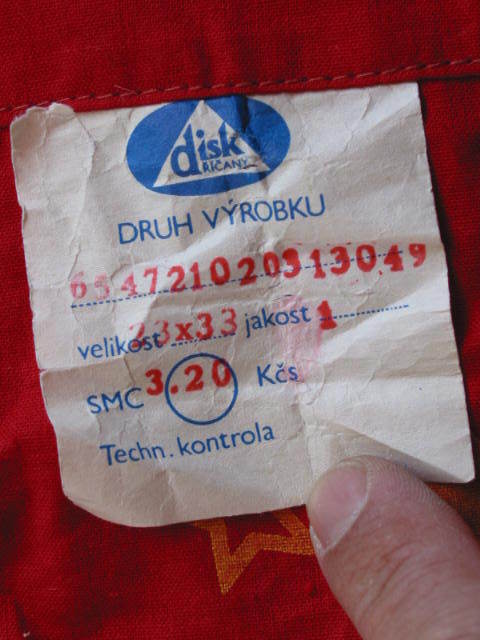 disk
ŘÍČANY
DRUH VÝROBKU
654721020313049
velikost 23x33 jakost 1
SMC 3.20 Kčs
Techn. kontrola